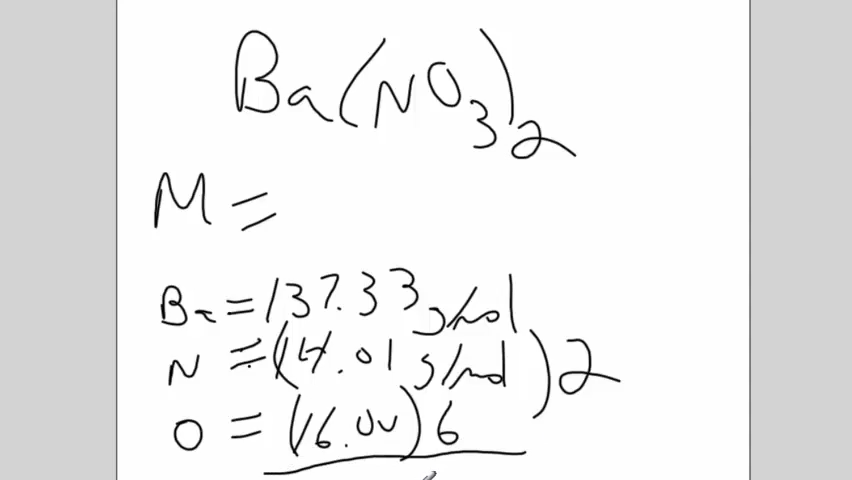 Ba(NO3)2
M =
Ba = 137.33 g/mol
N = (14.01 g/mol)2
O = (16.00)6